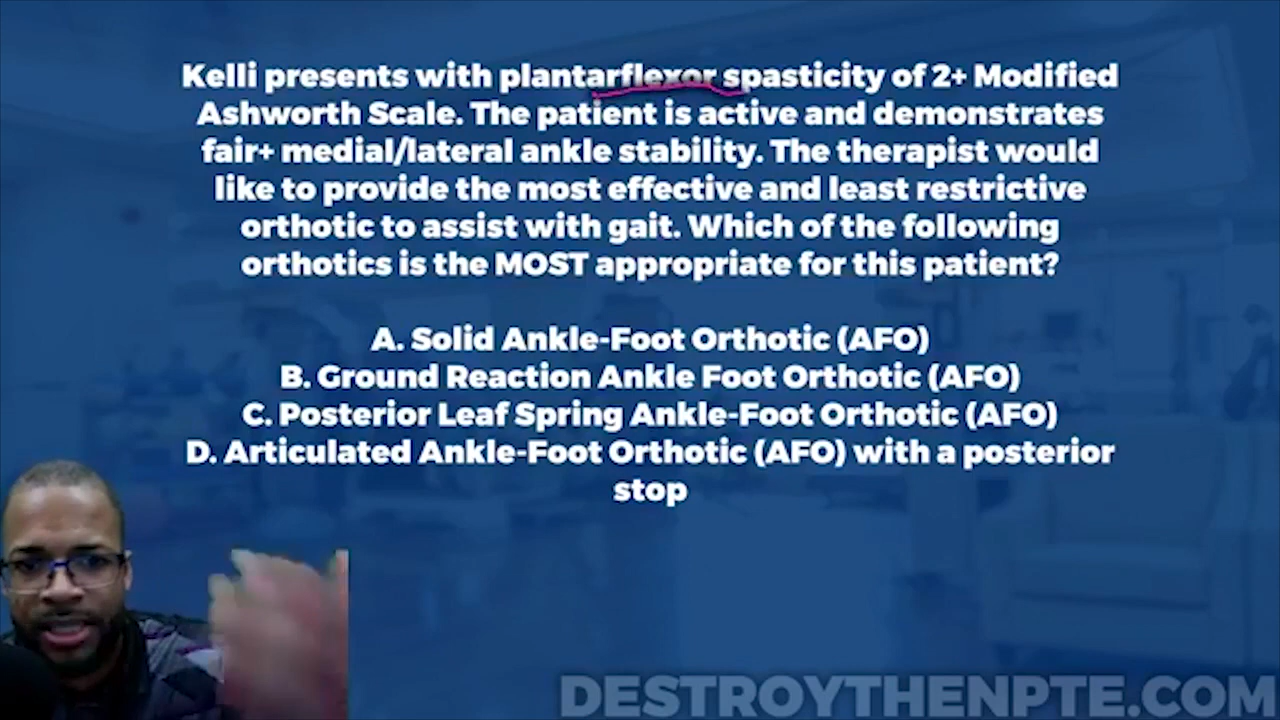 Kelli presents with plantarflexor spasticity of 2+ Modified
Ashworth Scale. The patient is active and demonstrates
fair+ medial/lateral ankle stability. The therapist would
like to provide the most effective and least restrictive
orthotic to assist with gait. Which of the following
orthotics is the MOST appropriate for this patient?
A. Solid Ankle-Foot Orthotic (AFO)
B. Ground Reaction Ankle Foot Orthotic (AFO)
C. Posterior Leaf Spring Ankle-Foot Orthotic (AFO)
D. Articulated Ankle-Foot Orthotic (AFO) with a posterior
stop
DESTROYTHENPTE.COM